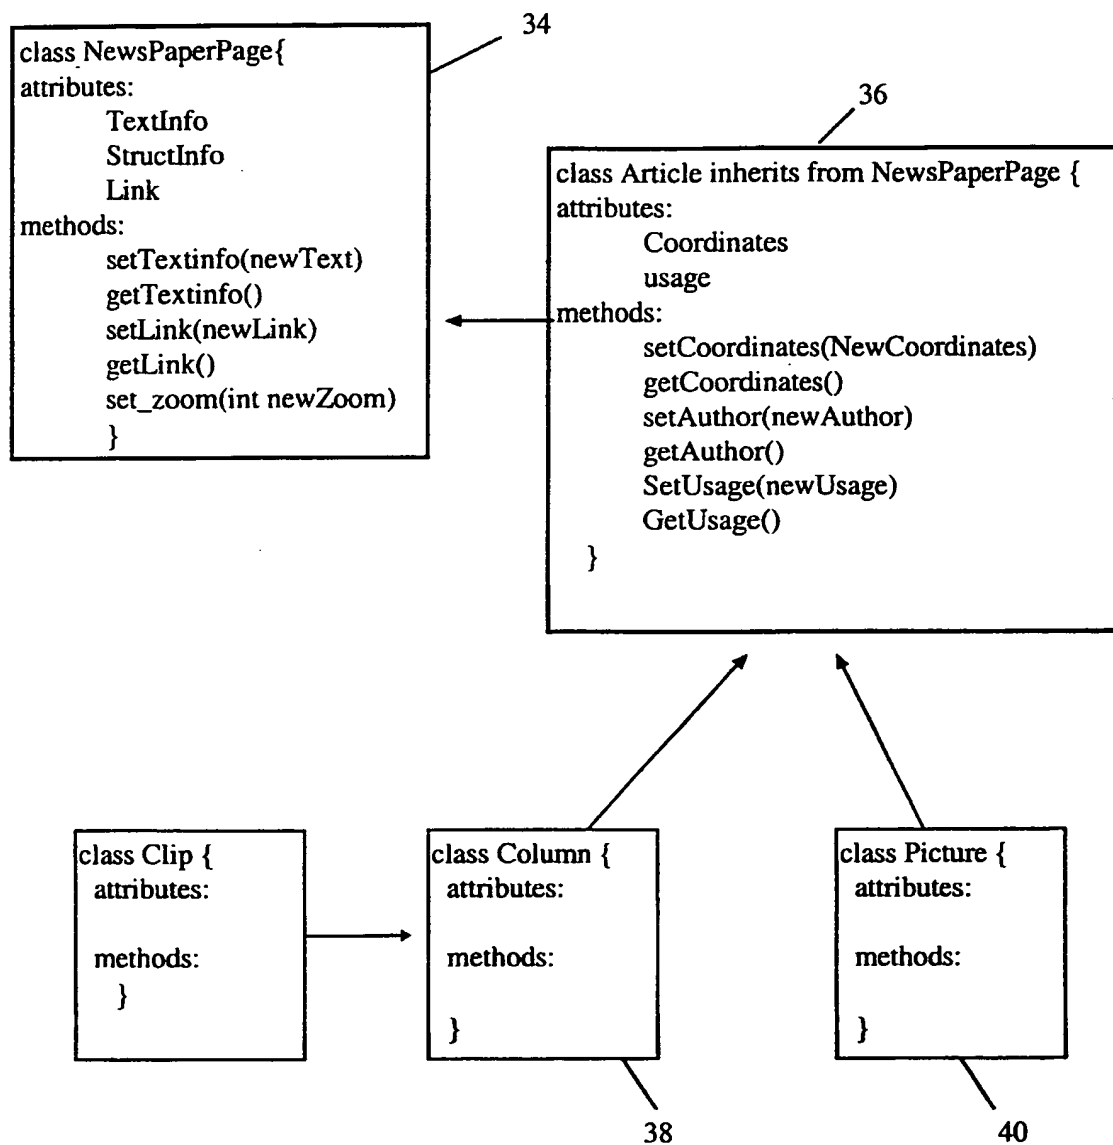 34
class NewsPaperPage{
attributes:
TextInfo
StructInfo
Link
methods:
setTextinfo(newText)
getTextinfo()
setLink(newLink)
getLink()
set_zoom(int newZoom)
}
36
class Article inherits from NewsPaperPage {
attributes:
Coordinates
usage
methods:
setCoordinates(NewCoordinates)
getCoordinates()
setAuthor(newAuthor)
getAuthor()
SetUsage(newUsage)
GetUsage()
}
class Clip {
attributes:
methods:
}
class Column {
attributes:
methods:
}
38
class Picture {
attributes:
methods:
}
40